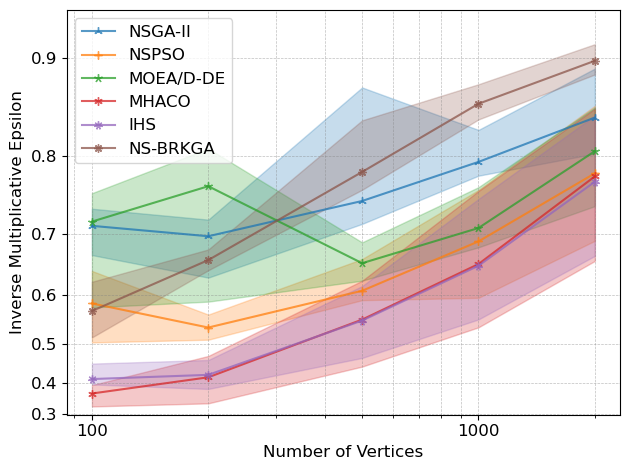 NSGA-II
NSPSO
MOEA/D-DE
MHACO
IHS
NS-BRKGA
Inverse Multiplicative Epsilon
0.9
0.8
0.7
0.6
0.5
0.4
0.3
100
1000
Number of Vertices